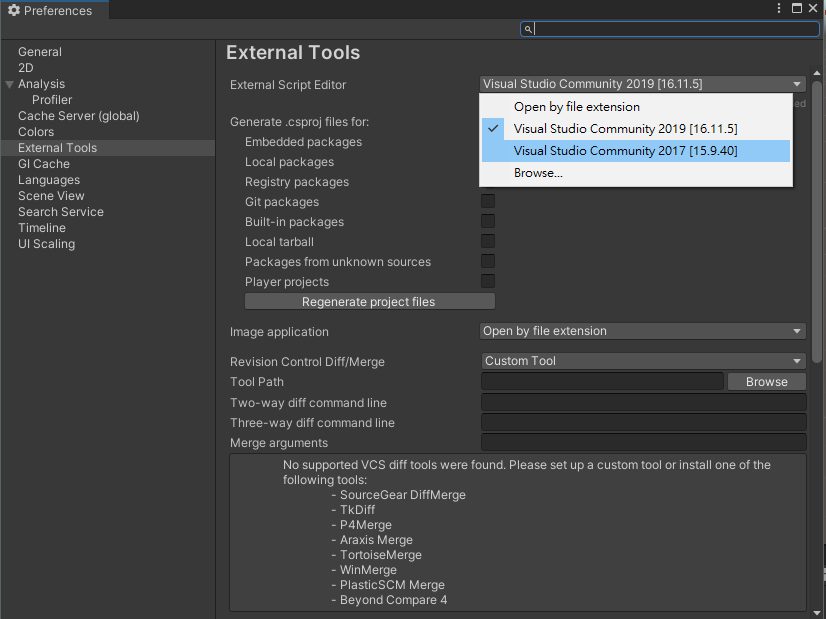 Preferences
General
2D
Analysis
Profiler
Cache Server (global)
Colors
External Tools
GI Cache
Languages
Scene View
Search Service
Timeline
UI Scaling
External Tools
External Script Editor
Visual Studio Community 2019 [16.11.5]
Open by file extension
Visual Studio Community 2019 [16.11.5]
Visual Studio Community 2017 [15.9.40]
Browse...
Generate .csproj files for:
Embedded packages
Local packages
Registry packages
Git packages
Built-in packages
Local tarball
Packages from unknown sources
Player projects
Regenerate project files
Image application
Open by file extension
Revision Control Diff/Merge
Custom Tool
Tool Path
Browse
Two-way diff command line
Three-way diff command line
Merge arguments
No supported VCS diff tools were found. Please set up a custom tool or install one of the
following tools:
- SourceGear DiffMerge
- TkDiff
- P4Merge
- Araxis Merge
- TortoiseMerge
- WinMerge
- PlasticSCM Merge
- Beyond Compare 4